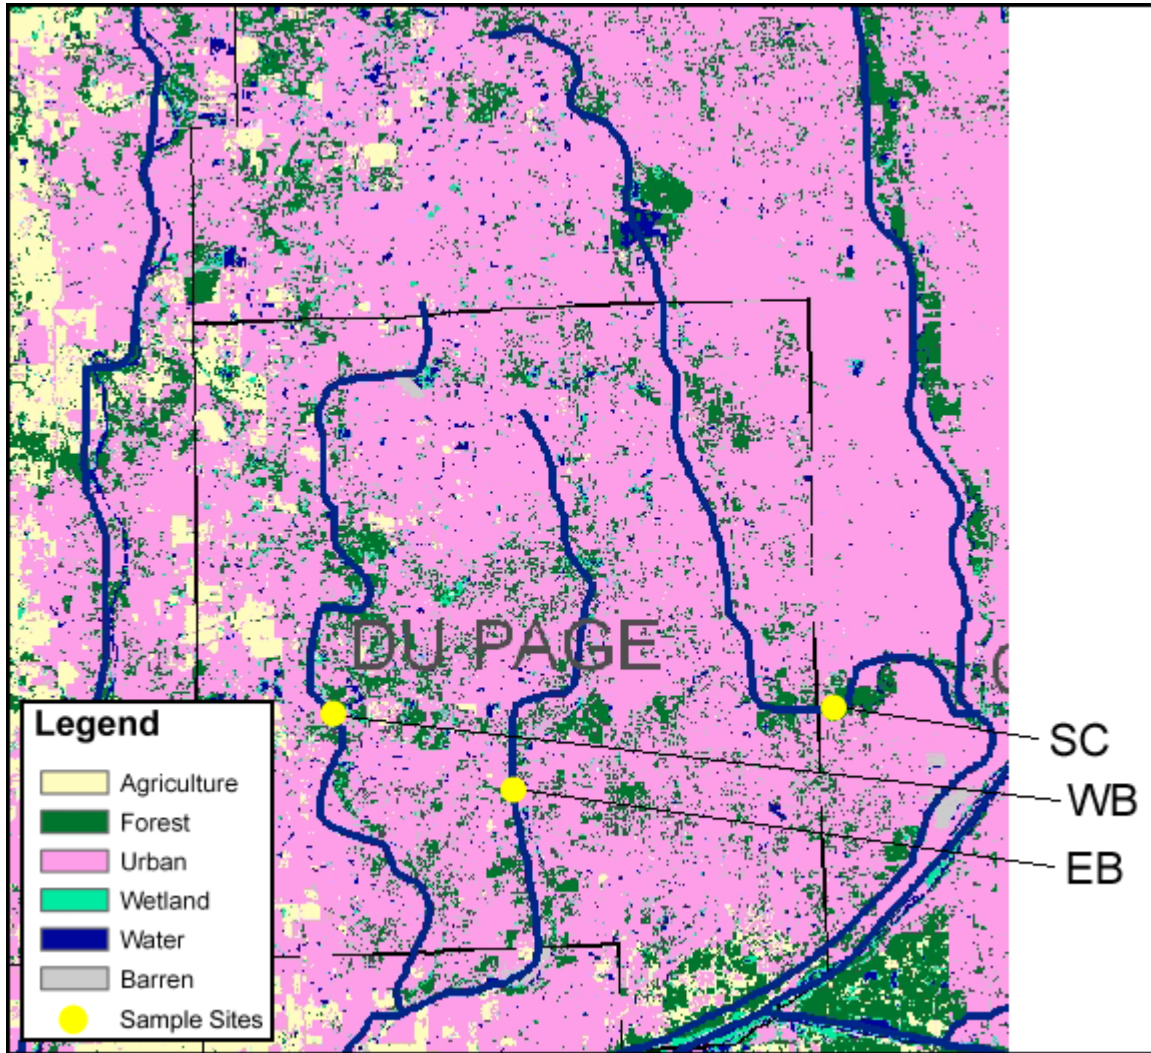 DU PAGE
C
SC
WB
EB
Legend
Agriculture
Forest
Urban
Wetland
Water
Barren
Sample Sites